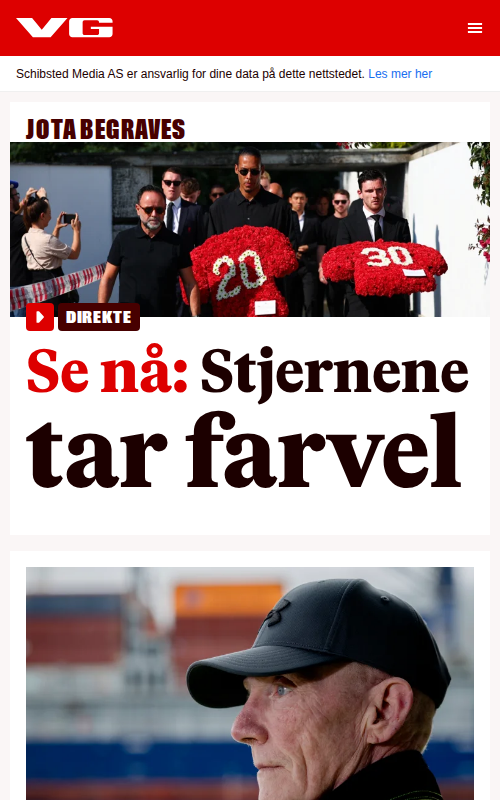 VG
Schibsted Media AS er ansvarlig for dine data på dette nettstedet. Les mer her
JOTA BEGRAVES
20
30
DIREKTE
Se nå: Stjernene
tar farvel